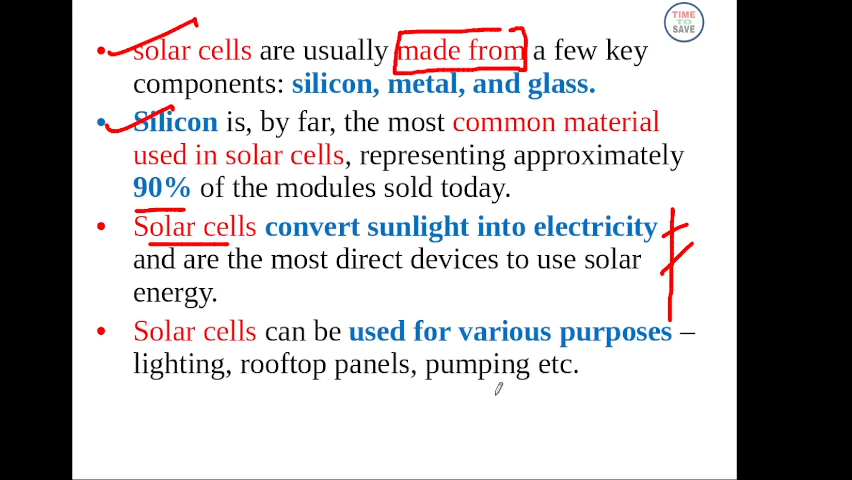 TIME
TO
SAVE
• solar cells are usually made from a few key
components: silicon, metal, and glass.
• Silicon is, by far, the most common material
used in solar cells, representing approximately
90% of the modules sold today.
• Solar cells convert sunlight into electricity
and are the most direct devices to use solar
energy.
• Solar cells can be used for various purposes –
lighting, rooftop panels, pumping etc.